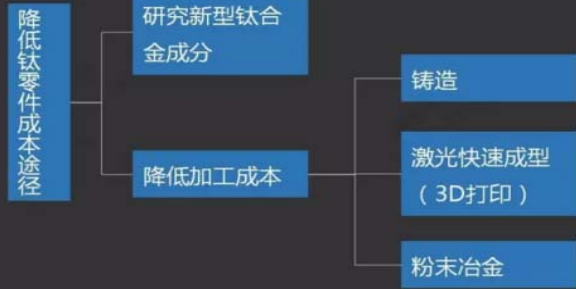 降低钛零件成本途径
研究新型钛合
金成分
降低加工成本
铸造
激光快速成型
（3D打印）
粉末冶金